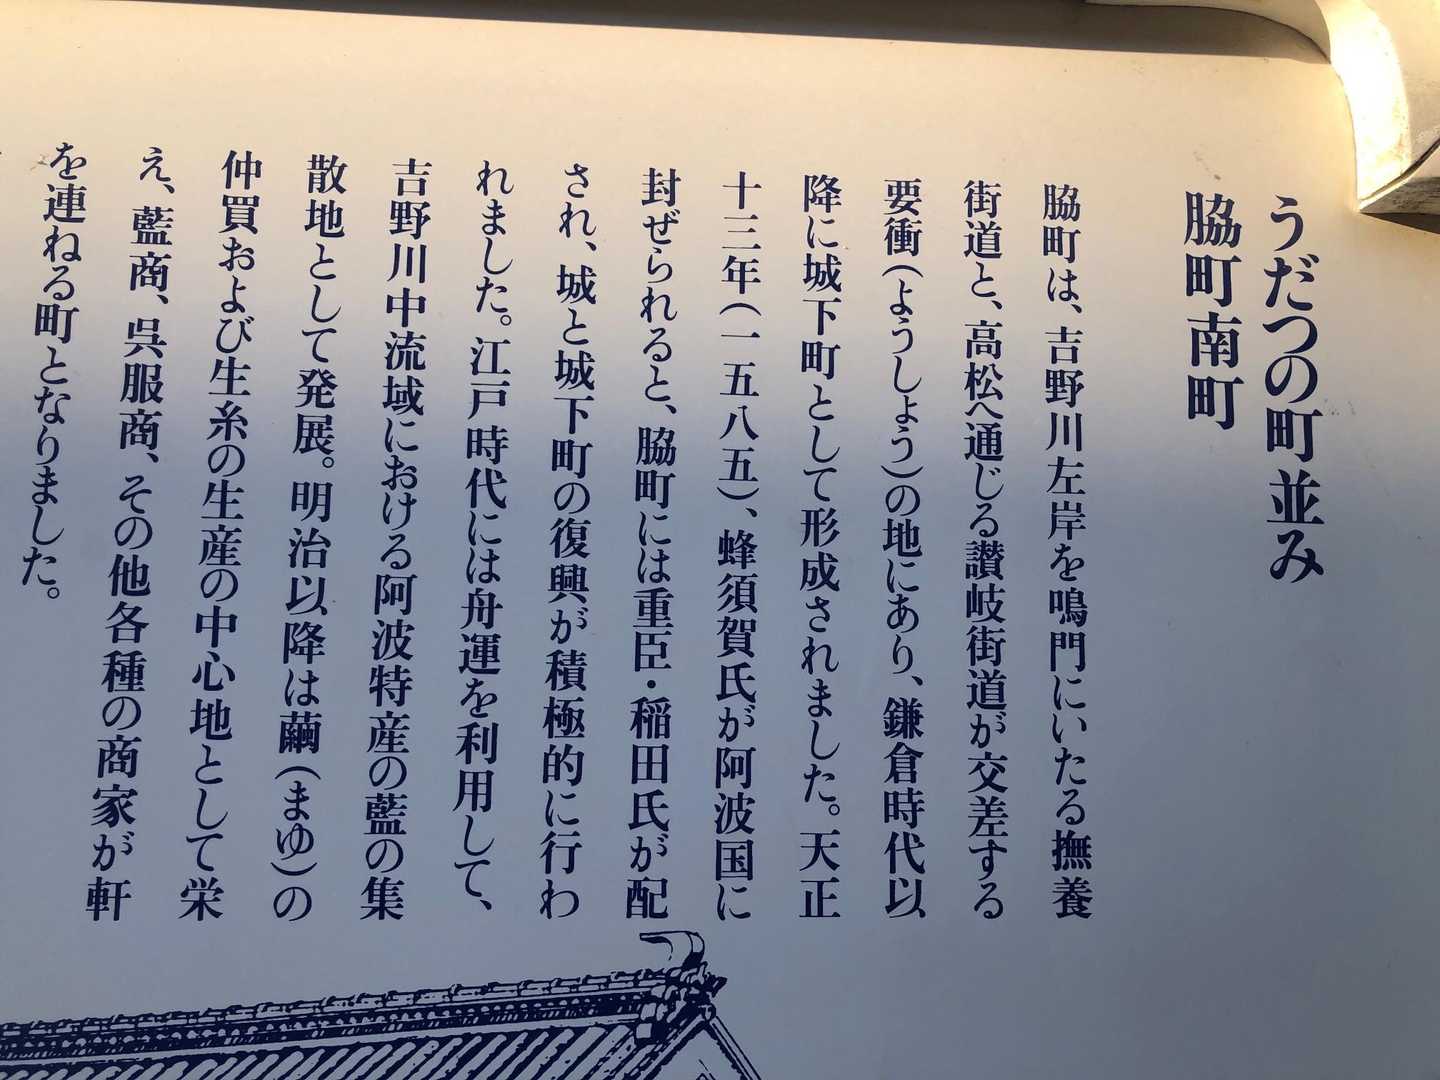 うだつの町並み
脇町南町
脇町は、吉野川左岸を鳴門にいたる撫養
街道と、高松へ通じる讃岐街道が交差する
要衝(ようしょう)の地にあり、鎌倉時代以
降に城下町として形成されました。天正
十三年(一五八五)、蜂須賀氏が阿波国に
封ぜられると、脇町には重臣・稲田氏が配
され、城と城下町の復興が積極的に行わ
れました。江戸時代には舟運を利用して、
吉野川中流域における阿波特産の藍の集
散地として発展。明治以降は繭(まゆ)の
仲買および生糸の生産の中心地として栄
え、藍商、呉服商、その他各種の商家が軒
を連ねる町となりました。